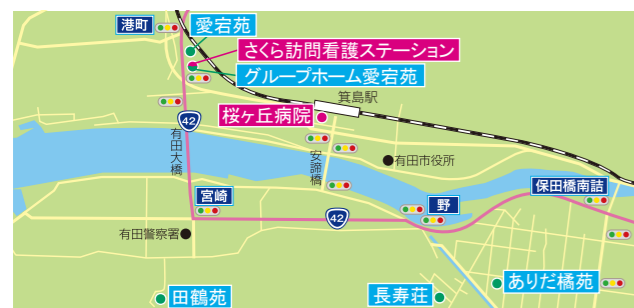 港町
愛宕苑
さくら訪問看護ステーション
グループホーム愛宕苑
箕島駅
桜ヶ丘病院
42
有田大橋
安諦橋
有田市役所
宮崎
野
保田橋南詰
42
有田警察署
田鶴苑
長寿荘
ありだ橘苑